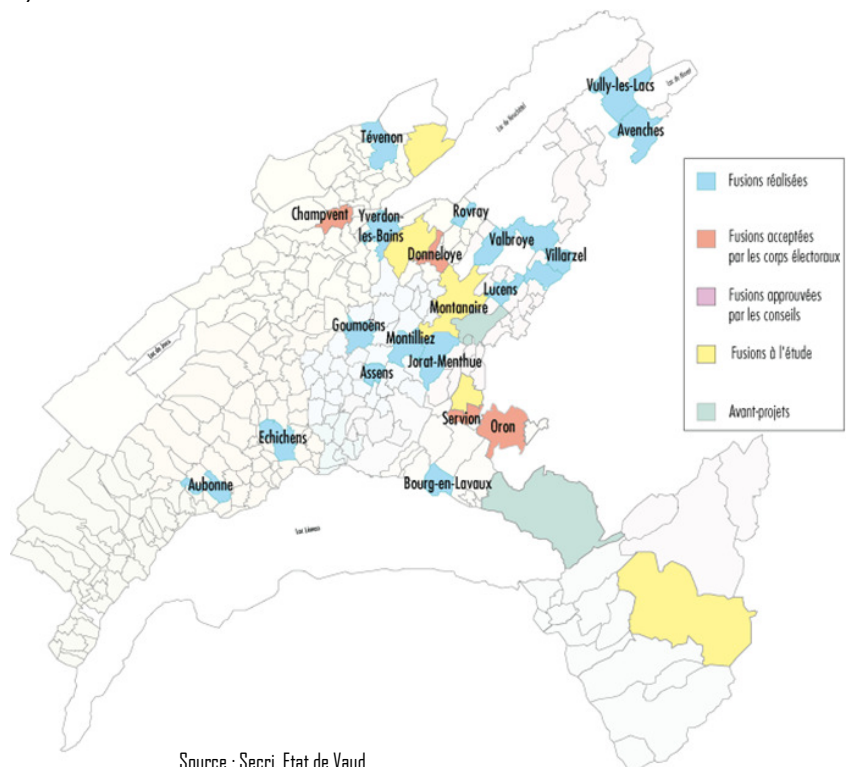 Vully-les-Lacs
Lac de Morat
Avenches
Lac de Neuchâtel
Tévenon
Champvent
Yverdon-
les-Bains
Rovray
Donneloye
Valbroye
Villarzel
Lucens
Montanaire
Goumoëns
Montilliez
Jorat-Menthue
Assens
Lac de Joux
Servion
Oron
Echichens
Aubonne
Bourg-en-Lavaux
Lac Léman
Fusions réalisées
Fusions acceptées
par les corps électoraux
Fusions approuvées
par les conseils
Fusions à l'étude
Avant-projets
Source : Secri, Etat de Vaud